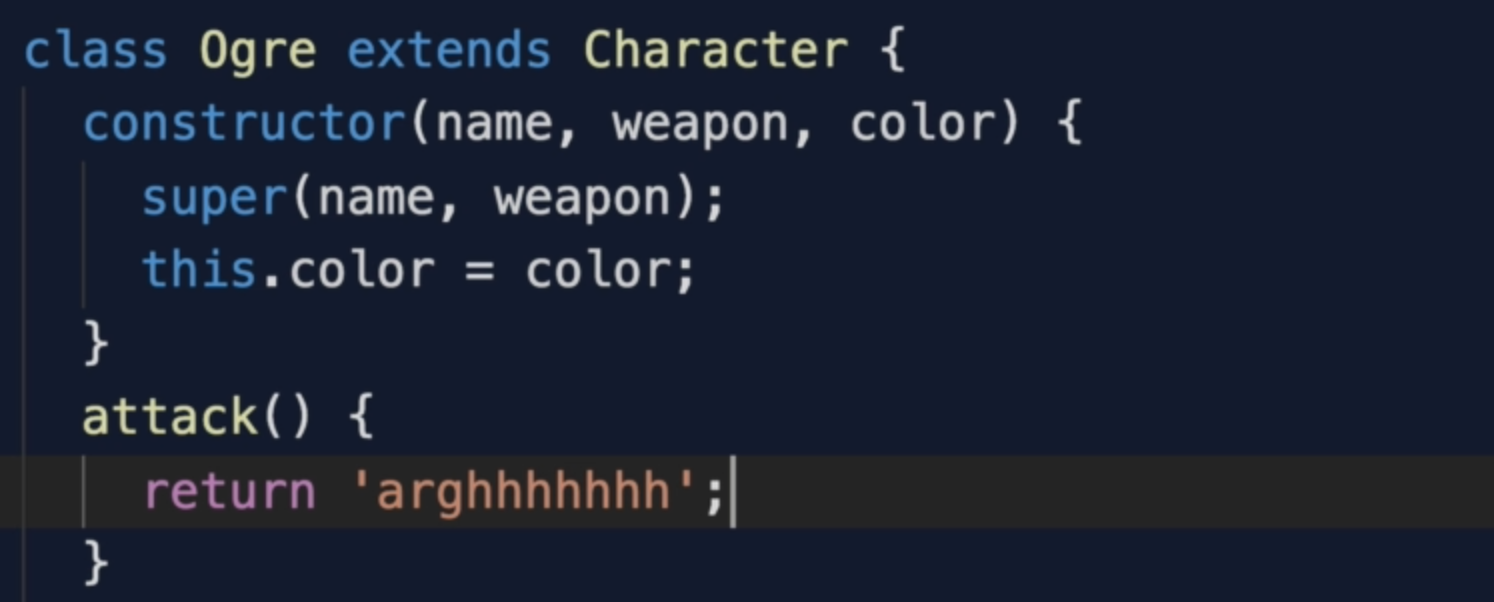 class Ogre extends Character {
constructor(name, weapon, color) {
super(name, weapon);
this.color = color;
}
attack() {
return 'arghhhhhhh';
}